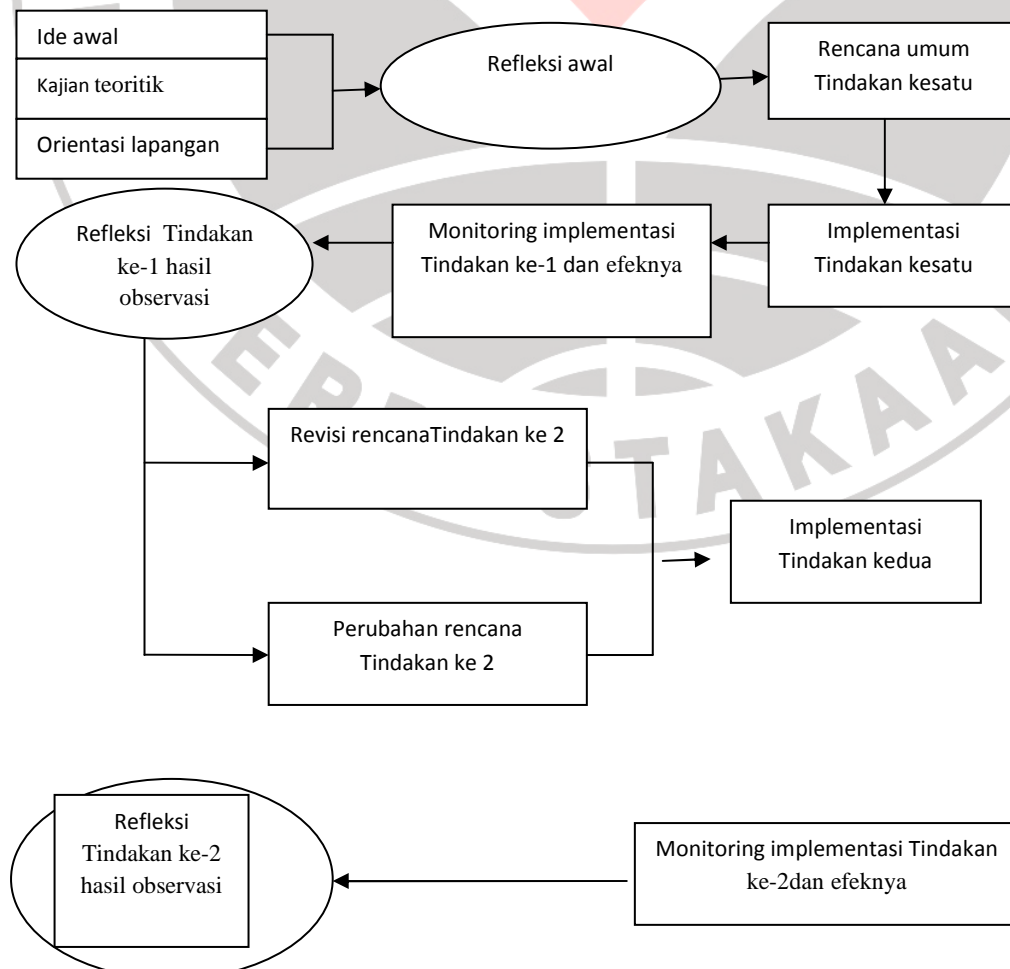 Ide awal
Kajian teoritik
Orientasi lapangan
Refleksi awal
Rencana umum
Tindakan kesatu
Implementasi
Tindakan kesatu
Monitoring implementasi
Tindakan ke-1 dan efeknya
Refleksi Tindakan
ke-1 hasil
observasi
Revisi rencanaTindakan ke 2
Perubahan rencana
Tindakan ke 2
Implementasi
Tindakan kedua
Monitoring implementasi Tindakan
ke-2dan efeknya
Refleksi
Tindakan ke-2
hasil observasi